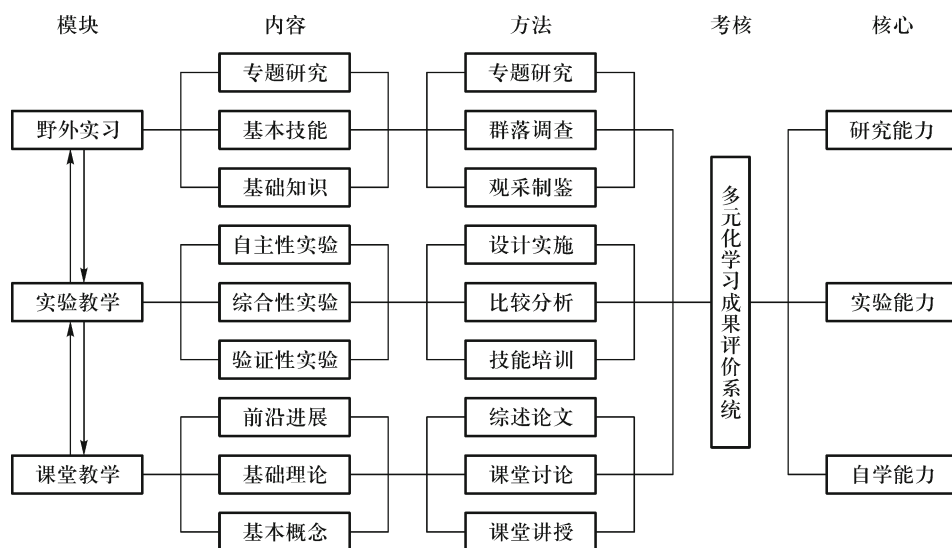 模块 内容 方法 考核 核心
专题研究 专题研究
野外实习 基本技能 群落调查 研究能力
基础知识 观采制鉴
自主性实验 设计实施
实验教学 综合性实验 比较分析 多元化学习成果评价系统 实验能力
验证性实验 技能培训
前沿进展 综述论文
课堂教学 基础理论 课堂讨论 自学能力
基本概念 课堂讲授